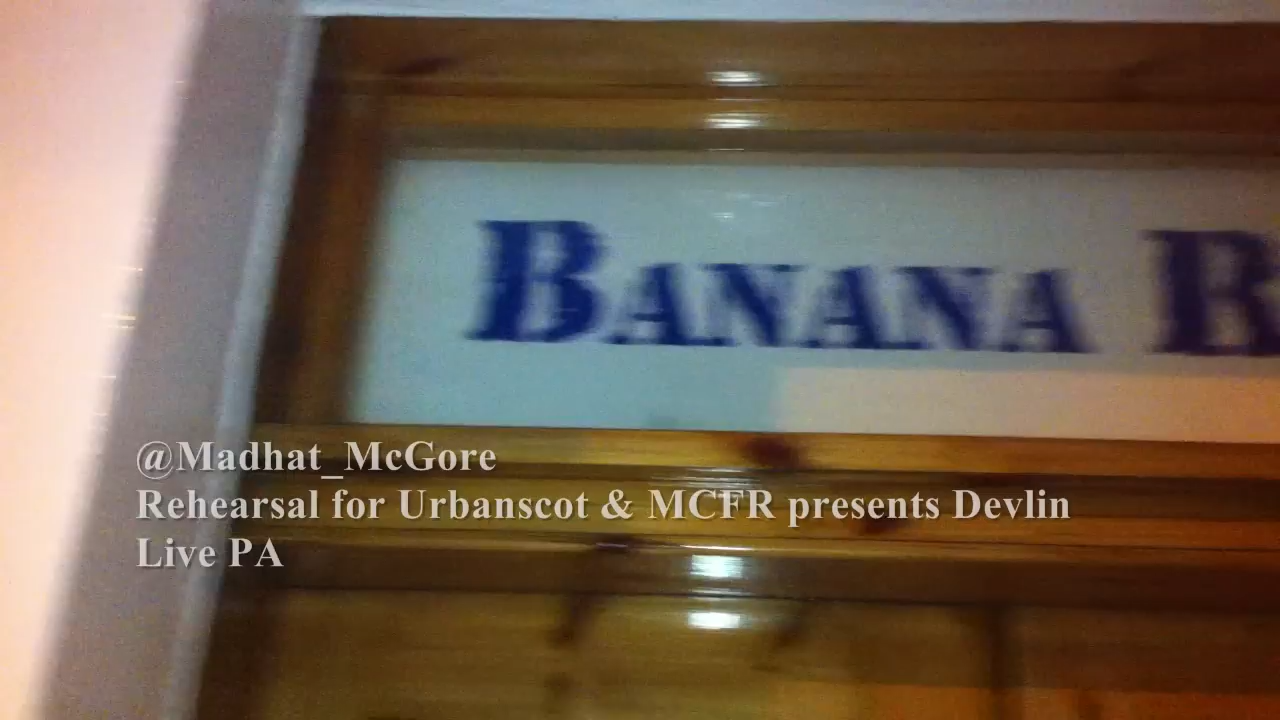 BANANA
@Madhat_McGore
Rehearsal for Urbanscot & MCFR presents Devlin
Live PA